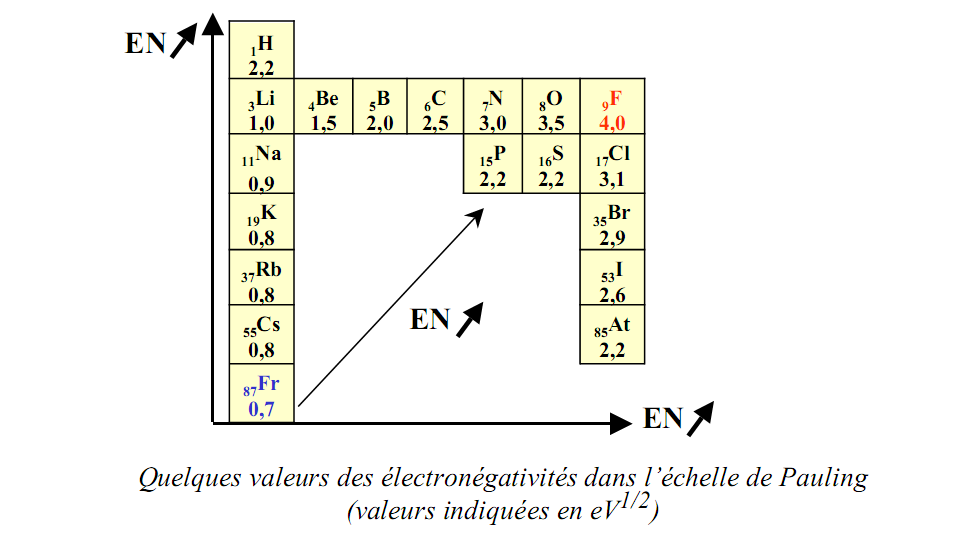 EN
₁H
2,2
₃Li ₄Be ₅B ₆C ₇N ₈O ₉F
1,0 1,5 2,0 2,5 3,0 3,5 4,0
₁₁Na ₁₅P ₁₆S ₁₇Cl
0,9 2,2 2,2 3,1
₁₉K ₃₅Br
0,8 2,9
₃₇Rb ₅₃I
0,8 2,6
EN
₅₅Cs ₈₅At
0,8 2,2
₈₇Fr
0,7
EN
Quelques valeurs des électronégativités dans l’échelle de Pauling
(valeurs indiquées en eV^1/2)